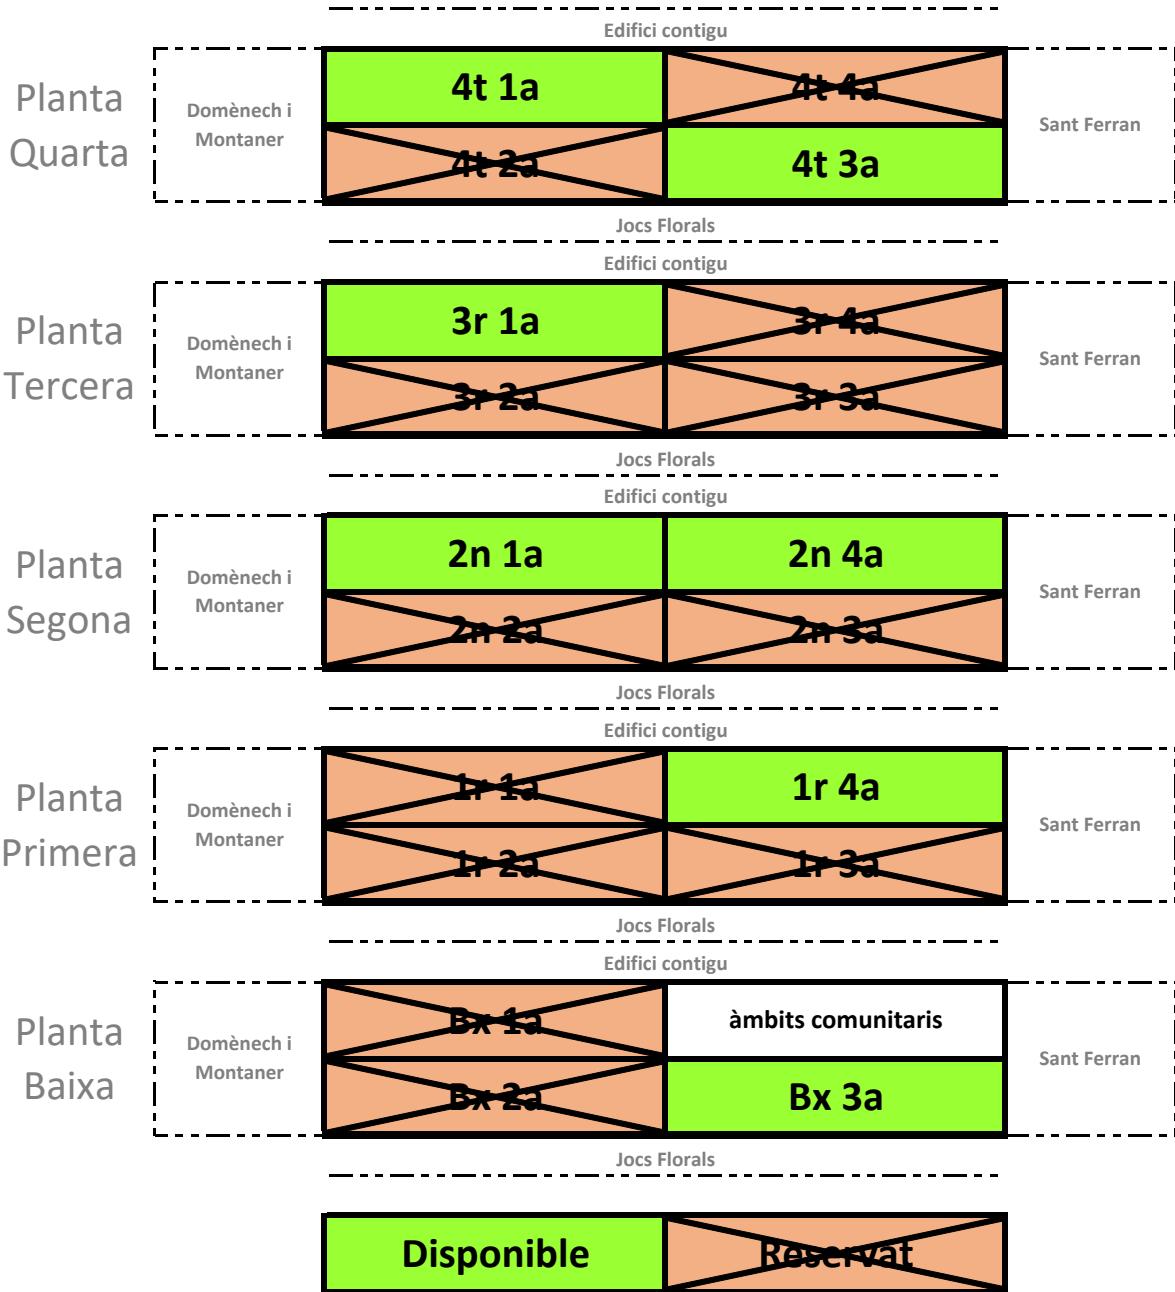 Edifici contigu
Planta
Quarta
Domènech i
Montaner
4t 1a
4t 4a
4t 2a
4t 3a
Sant Ferran
Jocs Florals
Edifici contigu
Planta
Tercera
Domènech i
Montaner
3r 1a
3r 4a
3r 2a
3r 3a
Sant Ferran
Jocs Florals
Edifici contigu
Planta
Segona
Domènech i
Montaner
2n 1a
2n 4a
2n 2a
2n 3a
Sant Ferran
Jocs Florals
Edifici contigu
Planta
Primera
Domènech i
Montaner
1r 1a
1r 4a
1r 2a
1r 3a
Sant Ferran
Jocs Florals
Edifici contigu
Planta
Baixa
Domènech i
Montaner
Bx 1a
àmbits comunitaris
Bx 2a
Bx 3a
Sant Ferran
Jocs Florals
Disponible
Reservat